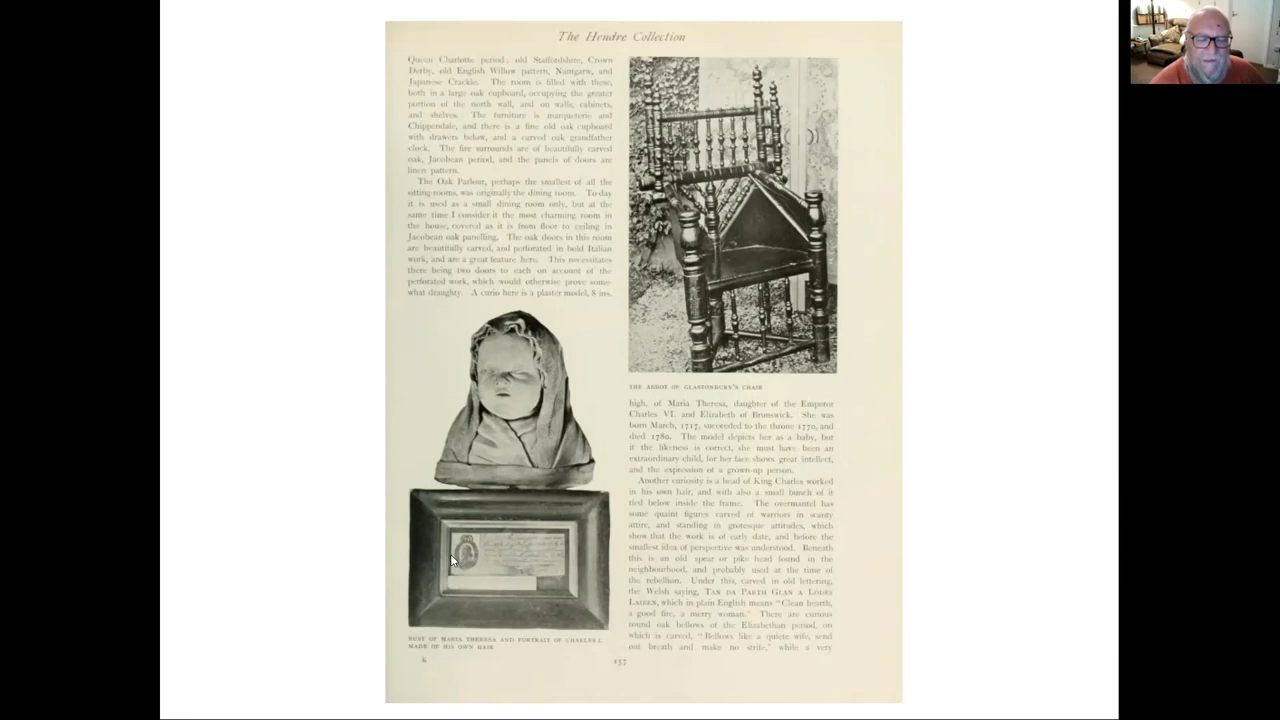 The Hendre Collection
Queen Charlotte period; old Staffordshire, Crown
Derby, old English Willow pattern, Nantgarw, and
Japanese Crackle. The room is filled with these,
both in a large oak cupboard, occupying the greater
portion of the north wall, and on walls, cabinets,
and shelves. The furniture is marqueterie and
Chippendale, and there is a fine old oak cupboard
with drawers below, and a carved oak grandfather
clock. The fire surrounds are of beautifully carved
oak, Jacobean period, and the panels of doors are
linen pattern.
The Oak Parlour, perhaps the smallest of all the
sitting-rooms, was originally the dining room. To-day
it is used as a small dining room only, but at the
same time I consider it the most charming room in
the house, covered as it is from floor to ceiling in
Jacobean oak panelling. The oak doors in this room
are beautifully carved, and perforated in bold Italian
work, and are a great feature here. This necessitates
there being two doors to each on account of the
perforated work, which would otherwise prove some-
what draughty. A curio here is a plaster model, 8 ins.
BUST OF MARIA THERESA AND PORTRAIT OF CHARLES I.
MADE OF HIS OWN HAIR
THE ABBOT OF GLASTONBURY'S CHAIR
high, of Maria Theresa, daughter of the Emperor
Charles VI. and Elizabeth of Brunswick. She was
born March, 1717, succeeded to the throne 1770, and
died 1780. The model depicts her as a baby, but
if the likeness is correct, she must have been an
extraordinary child, for her face shows great intellect,
and the expression of a grown-up person.
Another curiosity is a head of King Charles worked
in his own hair, and with also a small bunch of it
tied below inside the frame. The overmantel has
some quaint figures carved of warriors in scanty
attire, and standing in grotesque attitudes, which
show that the work is of early date, and before the
smallest idea of perspective was understood. Beneath
this is an old spear or pike head found in the
neighbourhood, and probably used at the time of
the rebellion. Under this, carved in old lettering,
the Welsh saying, TAN DA PARTH GLAN A LODES
LAIBEN, which in plain English means "Clean hearth,
a good fire, a merry woman." There are curious
round oak bellows of the Elizabethan period, on
which is carved, "Bellows like a quiete wife, send
out breath and make no strife," while a very
K
157